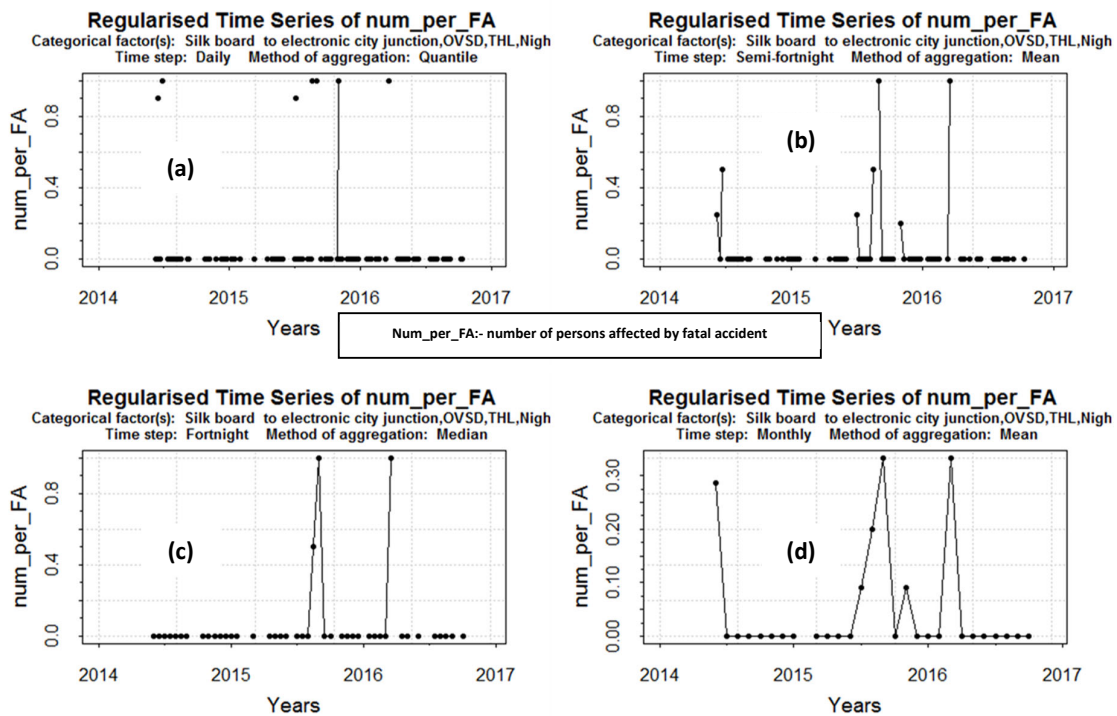 Regularised Time Series of num_per_FA
Categorical factor(s): Silk board to electronic city junction,OVSD,THL,Nigh
Time step: Daily Method of aggregation: Quantile
num_per_FA
0.8
0.4
0.0
(a)
2014 2015 2016 2017
Years
Regularised Time Series of num_per_FA
Categorical factor(s): Silk board to electronic city junction,OVSD,THL,Nigh
Time step: Semi-fortnight Method of aggregation: Mean
num_per_FA
0.8
0.4
0.0
(b)
2014 2015 2016 2017
Years
Num_per_FA:- number of persons affected by fatal accident
Regularised Time Series of num_per_FA
Categorical factor(s): Silk board to electronic city junction,OVSD,THL,Nigh
Time step: Fortnight Method of aggregation: Median
num_per_FA
0.8
0.4
0.0
(c)
2014 2015 2016 2017
Years
Regularised Time Series of num_per_FA
Categorical factor(s): Silk board to electronic city junction,OVSD,THL,Nigh
Time step: Monthly Method of aggregation: Mean
num_per_FA
0.30
0.20
0.10
0.00
(d)
2014 2015 2016 2017
Years